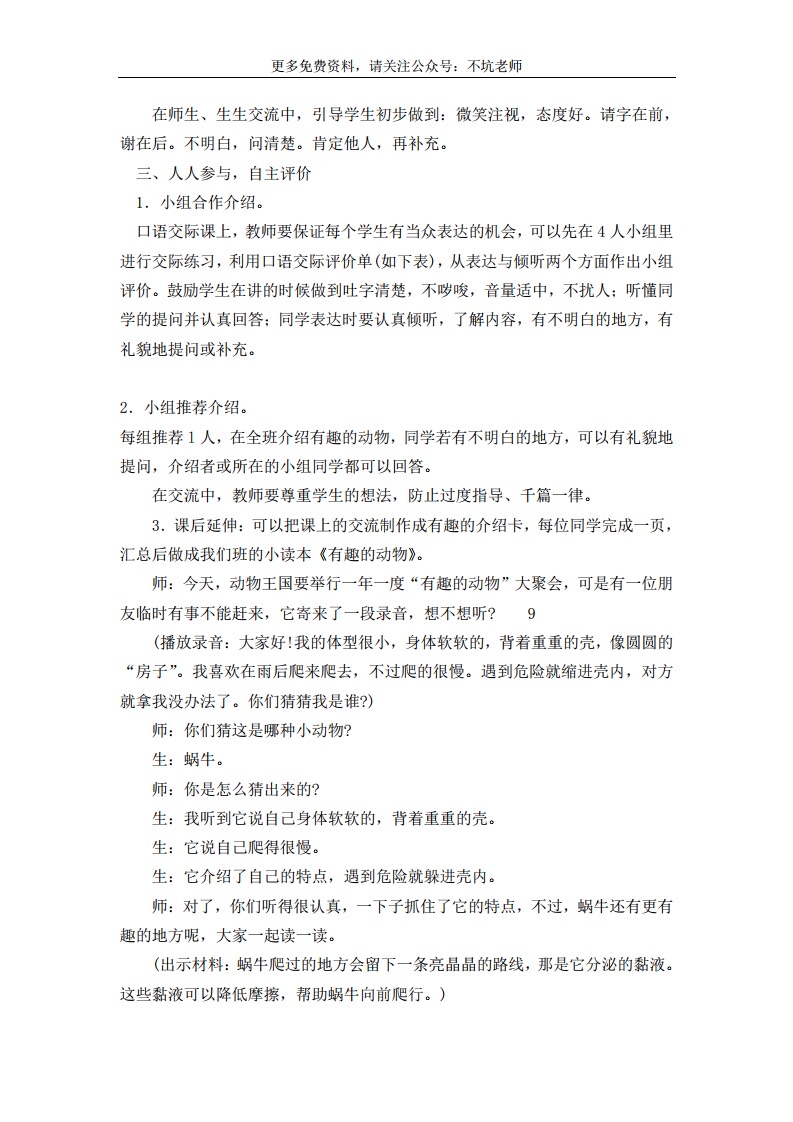 更多免费资料，请关注公众号：不坑老师
在师生、生生交流中，引导学生初步做到：微笑注视，态度好。请字在前，
谢在后。不明白，问清楚。肯定他人，再补充。
三、人人参与，自主评价
1．小组合作介绍。
口语交际课上，教师要保证每个学生有当众表达的机会，可以先在 4 人小组里
进行交际练习，利用口语交际评价单(如下表)，从表达与倾听两个方面作出小组
评价。鼓励学生在讲的时候做到吐字清楚，不啰唆，音量适中，不扰人；听懂同
学的提问并认真回答；同学表达时要认真倾听，了解内容，有不明白的地方，有
礼貌地提问或补充。
2．小组推荐介绍。
每组推荐 l 人，在全班介绍有趣的动物，同学若有不明白的地方，可以有礼貌地
提问，介绍者或所在的小组同学都可以回答。
在交流中，教师要尊重学生的想法，防止过度指导、千篇一律。
3．课后延伸：可以把课上的交流制作成有趣的介绍卡，每位同学完成一页，
汇总后做成我们班的小读本《有趣的动物》。
师：今天，动物王国要举行一年一度“有趣的动物”大聚会，可是有一位朋
友临时有事不能赶来，它寄来了一段录音，想不想听? 9
(播放录音：大家好!我的体型很小，身体软软的，背着重重的壳，像圆圆的
“房子”。我喜欢在雨后爬来爬去，不过爬的很慢。遇到危险就缩进壳内，对方
就拿我没办法了。你们猜猜我是谁?)
师：你们猜这是哪种小动物?
生：蜗牛。
师：你是怎么猜出来的?
生：我听到它说自己身体软软的，背着重重的壳。
生：它说自己爬得很慢。
生：它介绍了自己的特点，遇到危险就躲进壳内。
师：对了，你们听得很认真，一下子抓住了它的特点，不过，蜗牛还有更有
趣的地方呢，大家一起读一读。
(出示材料：蜗牛爬过的地方会留下一条亮晶晶的路线，那是它分泌的黏液。
这些黏液可以降低摩擦，帮助蜗牛向前爬行。)